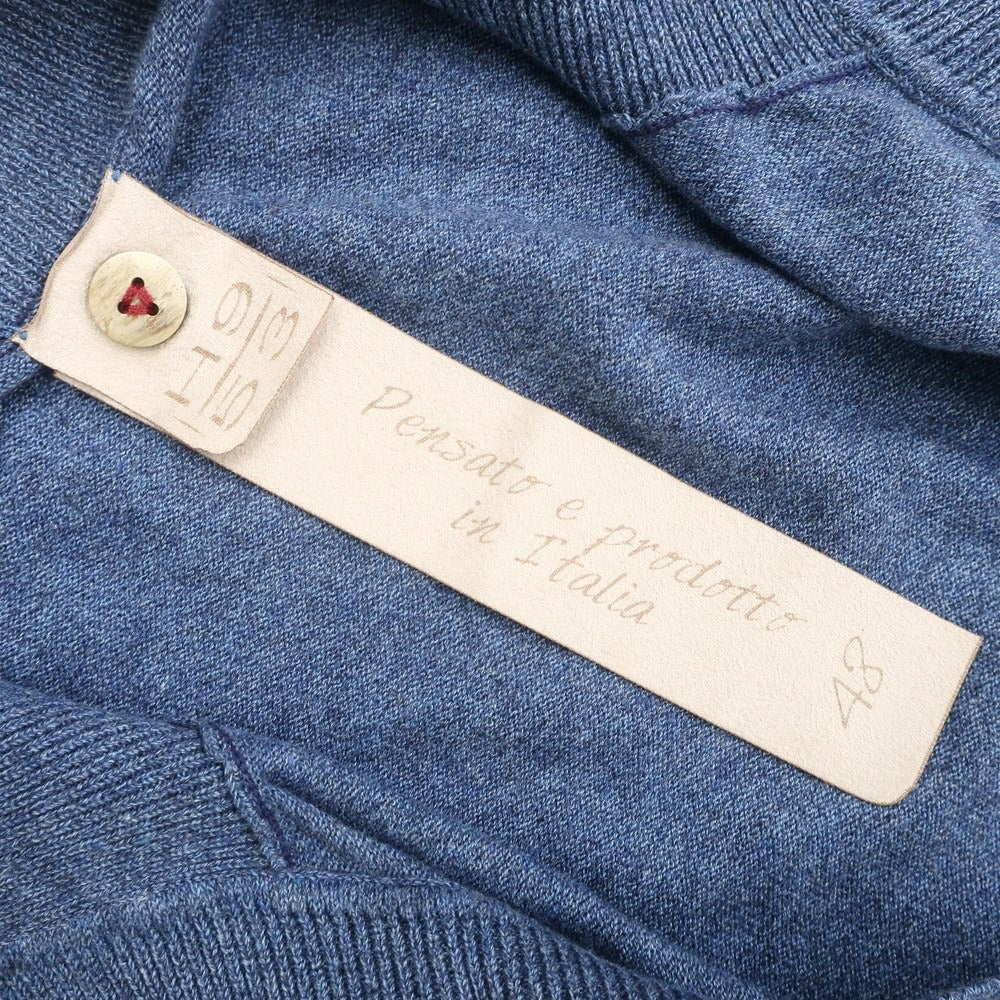 Pensato e prodotto
in Italia
48